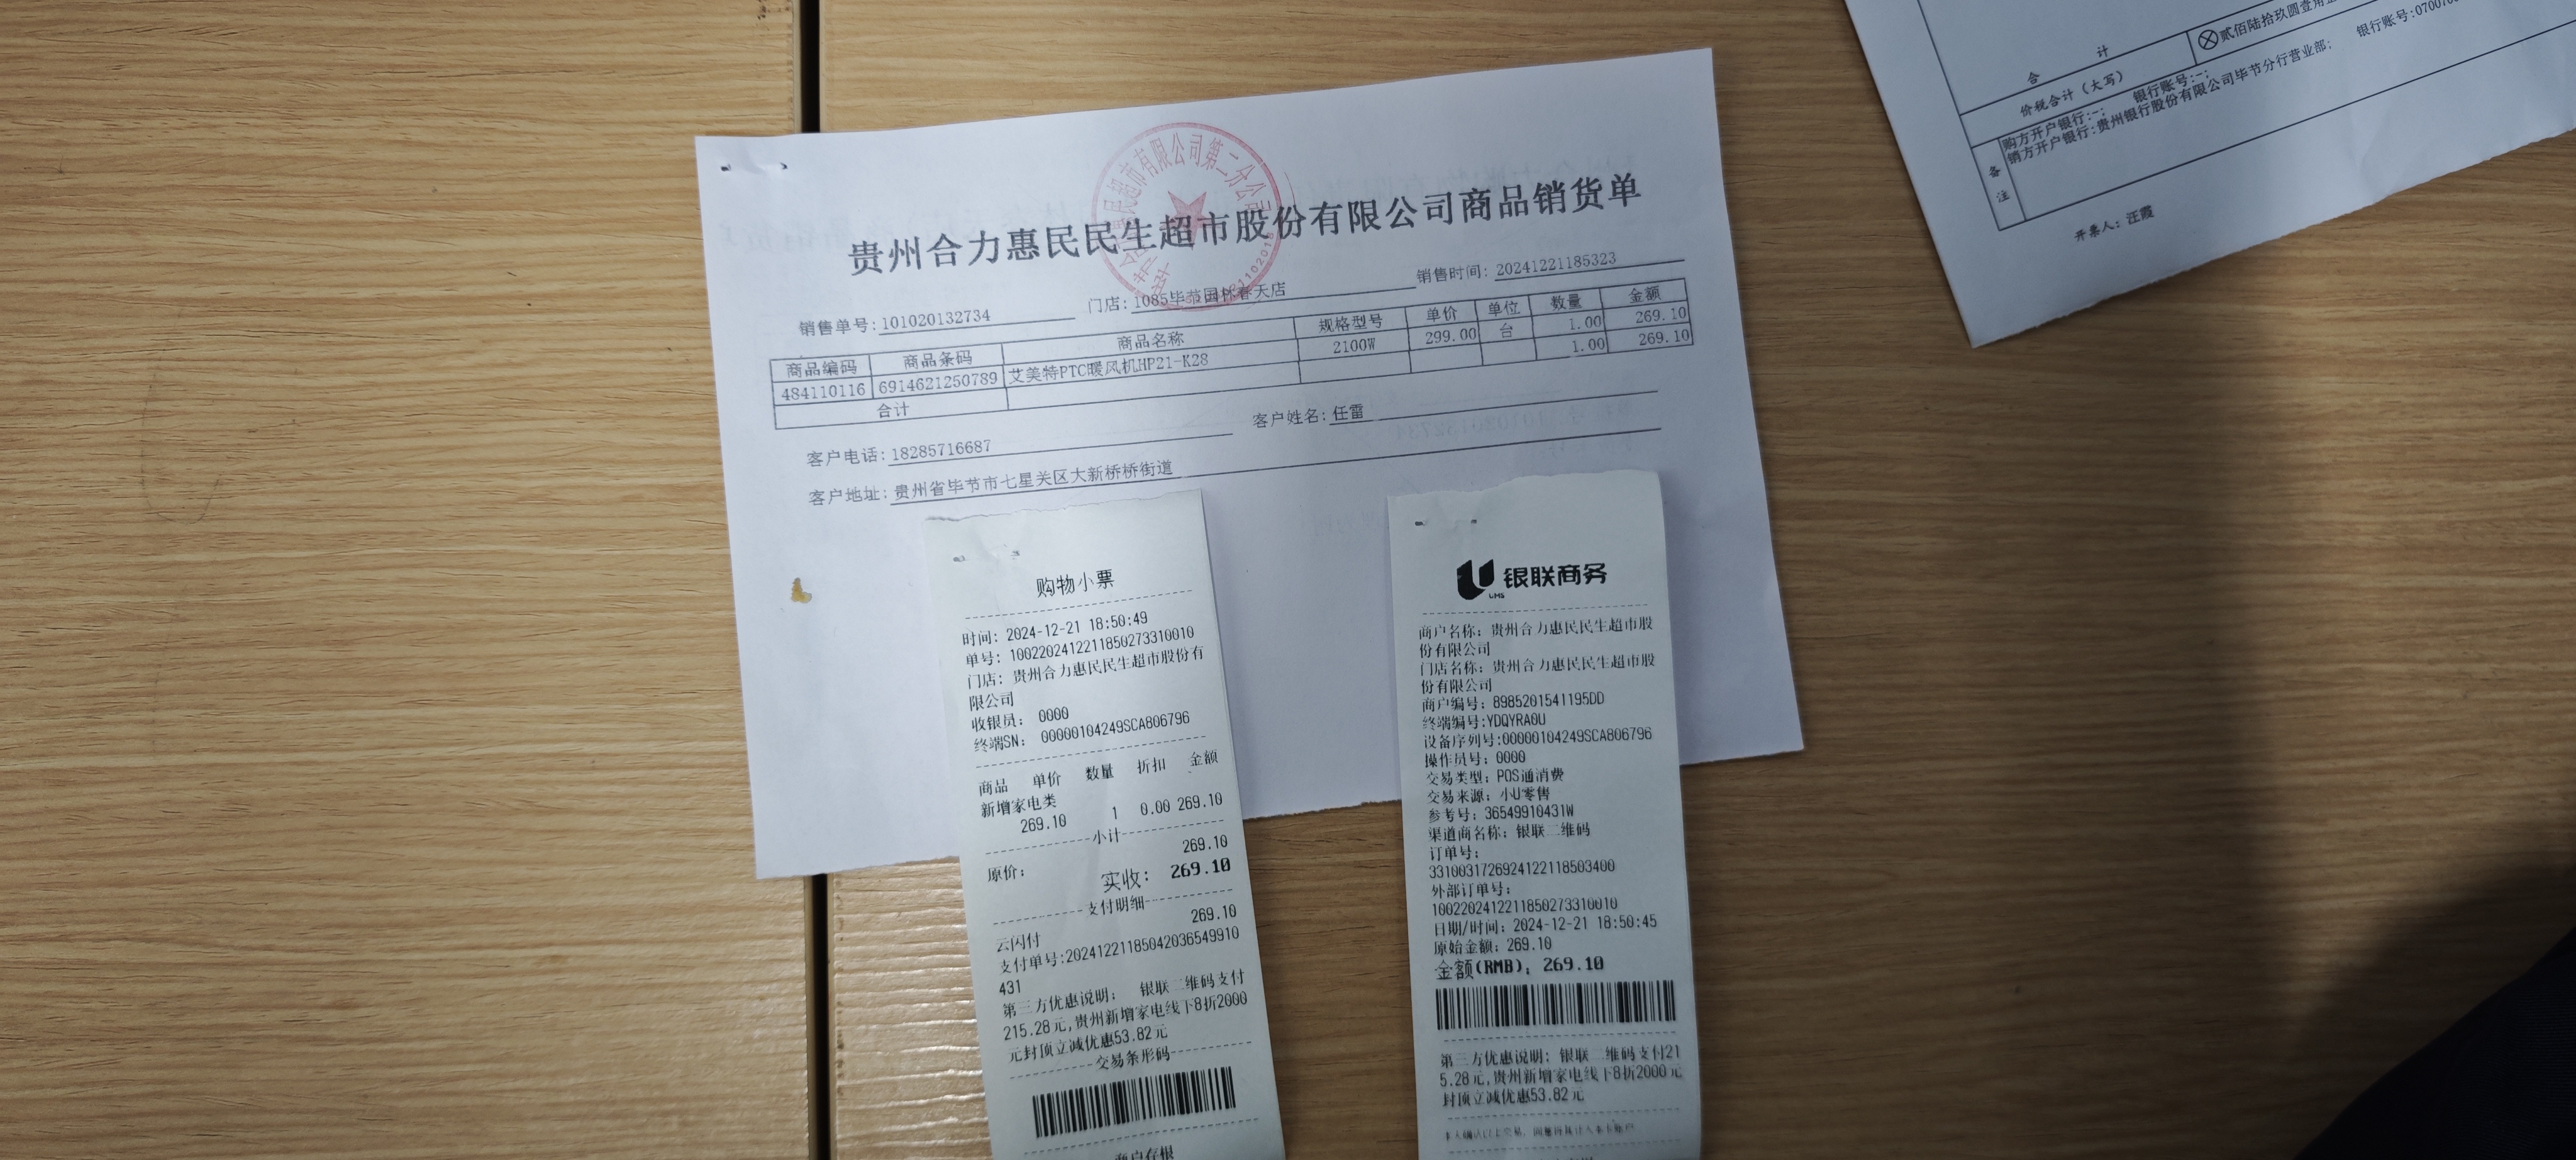 贵州合力惠民民生超市股份有限公司商品销货单
民超市有限公司第二分公司
销售单号:101020132734 门店:1085毕节园林春天店 销售时间:20241221185323
商品编码 商品条码 商品名称 规格型号 单价 单位 数量 金额
484110116 6914621250789 艾美特PTC暖风机HP21-K28 2100W 299.00 台 1.00 269.10
合计 1.00 269.10
客户电话:18285716687 客户姓名:任雷
客户地址:贵州省毕节市七星关区大新桥桥街道
购物小票
时间: 2024-12-21 18:50:49
单号: 1002202412211850273310010
门店: 贵州合力惠民民生超市股份有
限公司
收银员: 0000
终端SN: 00000104249SCA806796
商品 单价 数量 折扣 金额
新增家电类
269.10 1 0.00 269.10
小计
原价: 269.10
实收: 269.10
支付明细
云闪付 269.10
支付单号:20241221185042036549910
431
第三方优惠说明: 银联二维码支付
215.28元,贵州新增家电线下8折2000
元封顶立减优惠53.82元
交易条形码
商户存根
银联商务
UMS
商户名称: 贵州合力惠民民生超市股
份有限公司
门店名称: 贵州合力惠民民生超市股
份有限公司
商户编号: 8985201541195DD
终端编号:YDQYRA0U
设备序列号:00000104249SCA806796
操作员号: 0000
交易类型: POS通消费
交易来源: 小U零售
参考号: 36549910431W
渠道商名称: 银联二维码
订单号:
33100317269241221185034​00
外部订单号:
1002202412211850273310010
日期/时间: 2024-12-21 18:50:45
原始金额: 269.10
金额(RMB): 269.10
第三方优惠说明: 银联二维码支付21
5.28元,贵州新增家电线下8折2000元
封顶立减优惠53.82元
合 计
价税合计(大写) 贰佰陆拾玖圆壹角
备注
购方开户银行:-; 银行账号:-;
销方开户银行:贵州银行股份有限公司毕节分行营业部; 银行账号:07007
开票人: 汪霞